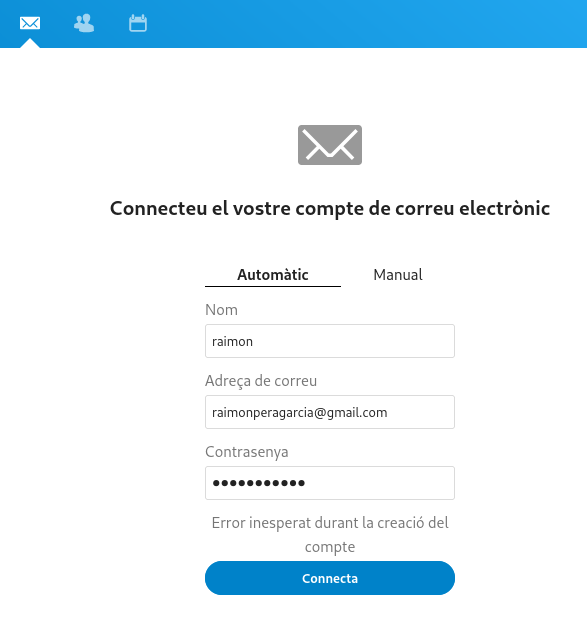 Connecteu el vostre compte de correu electrònic
Automàtic Manual
Nom
raimon
Adreça de correu
raimonperagarcia@gmail.com
Contrasenya
•••••••••••
Error inesperat durant la creació del
compte
Connecta